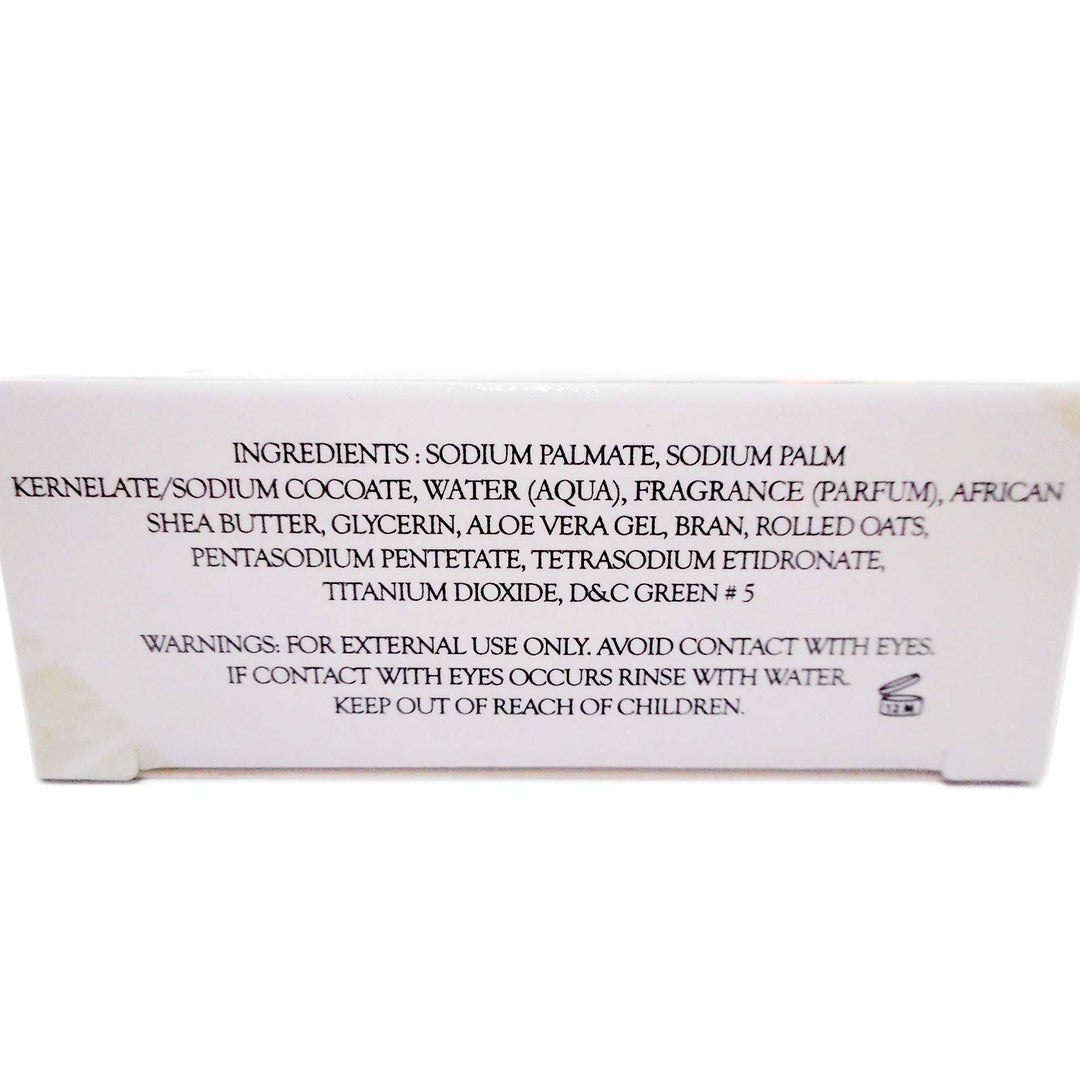 INGREDIENTS : SODIUM PALMATE, SODIUM PALM
KERNELATE/SODIUM COCOATE, WATER (AQUA), FRAGRANCE (PARFUM), AFRICAN
SHEA BUTTER, GLYCERIN, ALOE VERA GEL, BRAN, ROLLED OATS,
PENTASODIUM PENTETATE, TETRASODIUM ETIDRONATE,
TITANIUM DIOXIDE, D&C GREEN # 5
WARNINGS: FOR EXTERNAL USE ONLY. AVOID CONTACT WITH EYES.
IF CONTACT WITH EYES OCCURS RINSE WITH WATER.
KEEP OUT OF REACH OF CHILDREN.
12 M